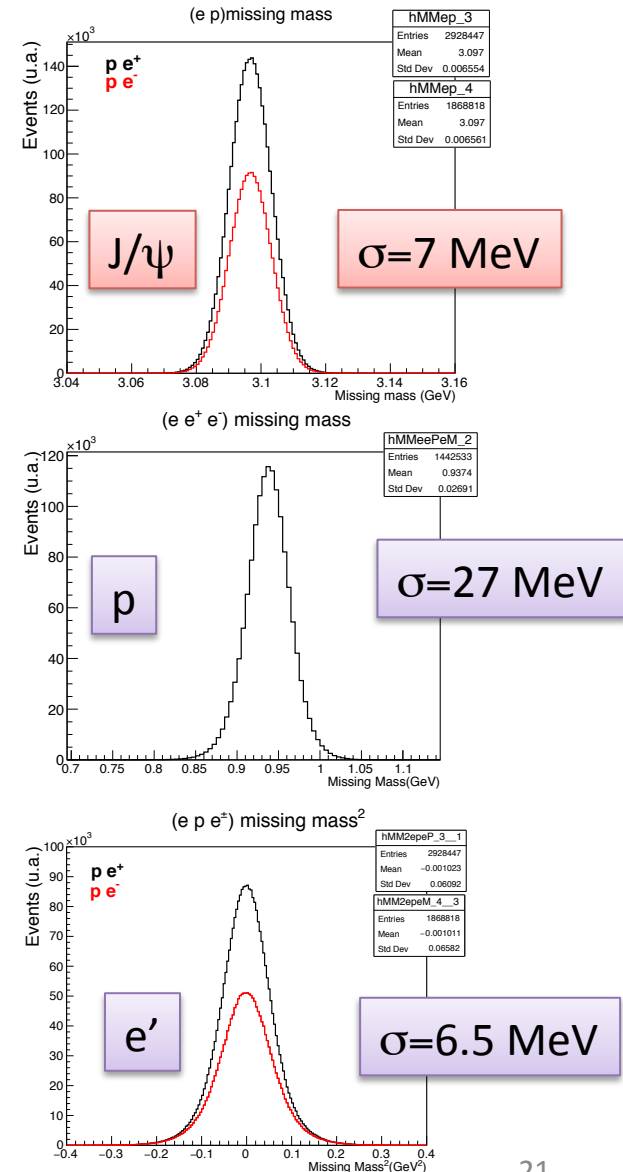 (e p)missing mass
hMMep_3
Entries 2928447
Mean 3.097
Std Dev 0.006554
hMMep_4
Entries 1868818
Mean 3.097
Std Dev 0.006561
×10³
p e⁺
p e⁻
Events (u.a.)
140
120
100
80
60
40
20
0
J/ψ
σ=7 MeV
3.04 3.06 3.08 3.1 3.12 3.14 3.16
Missing mass (GeV)
(e e⁺ e⁻) missing mass
hMMeePeM_2
Entries 1442533
Mean 0.9374
Std Dev 0.02691
×10³
Events (u.a.)
120
100
80
60
40
20
0
p
σ=27 MeV
0.7 0.75 0.8 0.85 0.9 0.95 1 1.05 1.1
Missing Mass(GeV)
(e p e±) missing mass²
hMM2epeP_3__1
Entries 2928447
Mean −0.001023
Std Dev 0.06092
hMM2epeM_4__3
Entries 1868818
Mean −0.001011
Std Dev 0.06582
×10³
p e⁺
p e⁻
Events (u.a.)
100
90
80
70
60
50
40
30
20
10
0
e′
σ=6.5 MeV
−0.4 −0.3 −0.2 −0.1 0 0.1 0.2 0.3 0.4
Missing Mass²(GeV²)
21